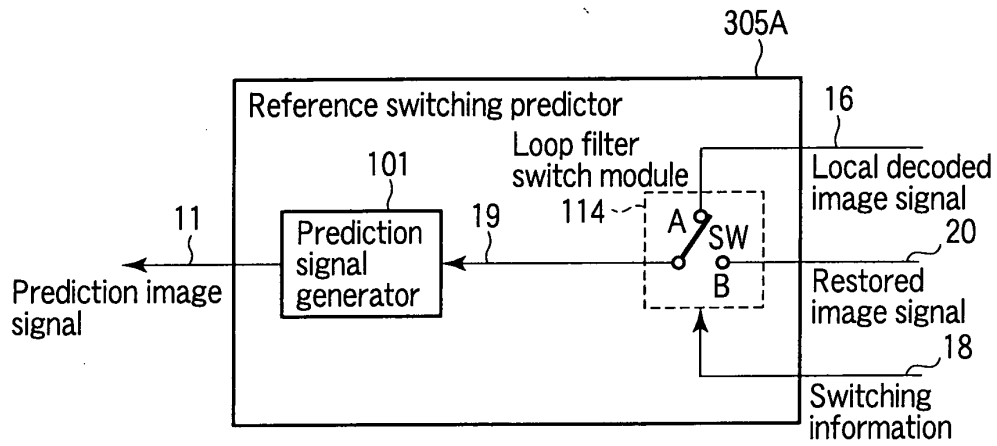 305A
Reference switching predictor
16
Loop filter
switch module
Local decoded
image signal
101
114
A
SW
B
11
19
20
Prediction
signal
generator
Prediction image
signal
Restored
image signal
18
Switching
information